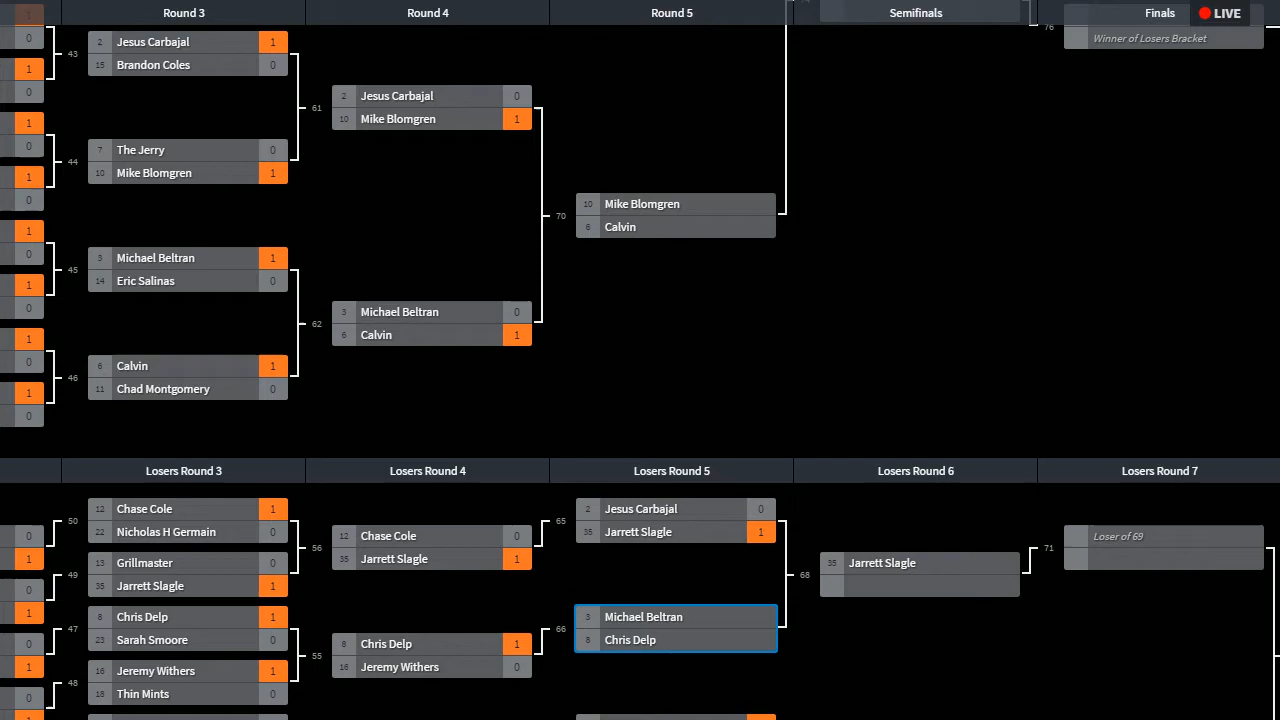 Round 3
Round 4
Round 5
Semifinals
Finals
LIVE
1
0
1
0
1
0
1
0
1
0
1
0
1
0
1
0
43
44
45
46
2 Jesus Carbajal 1
15 Brandon Coles 0
7 The Jerry 0
10 Mike Blomgren 1
3 Michael Beltran 1
14 Eric Salinas 0
6 Calvin 1
11 Chad Montgomery 0
61
62
2 Jesus Carbajal 0
10 Mike Blomgren 1
3 Michael Beltran 0
6 Calvin 1
70
10 Mike Blomgren
6 Calvin
76
Winner of Losers Bracket
Losers Round 3
Losers Round 4
Losers Round 5
Losers Round 6
Losers Round 7
0
1
0
1
0
1
0
50
49
47
48
12 Chase Cole 1
22 Nicholas H Germain 0
13 Grillmaster 0
35 Jarrett Slagle 1
8 Chris Delp 1
23 Sarah Smoore 0
16 Jeremy Withers 1
18 Thin Mints 0
56
55
12 Chase Cole 0
35 Jarrett Slagle 1
8 Chris Delp 1
16 Jeremy Withers 0
65
66
2 Jesus Carbajal 0
35 Jarrett Slagle 1
3 Michael Beltran
8 Chris Delp
68
35 Jarrett Slagle
71
Loser of 69